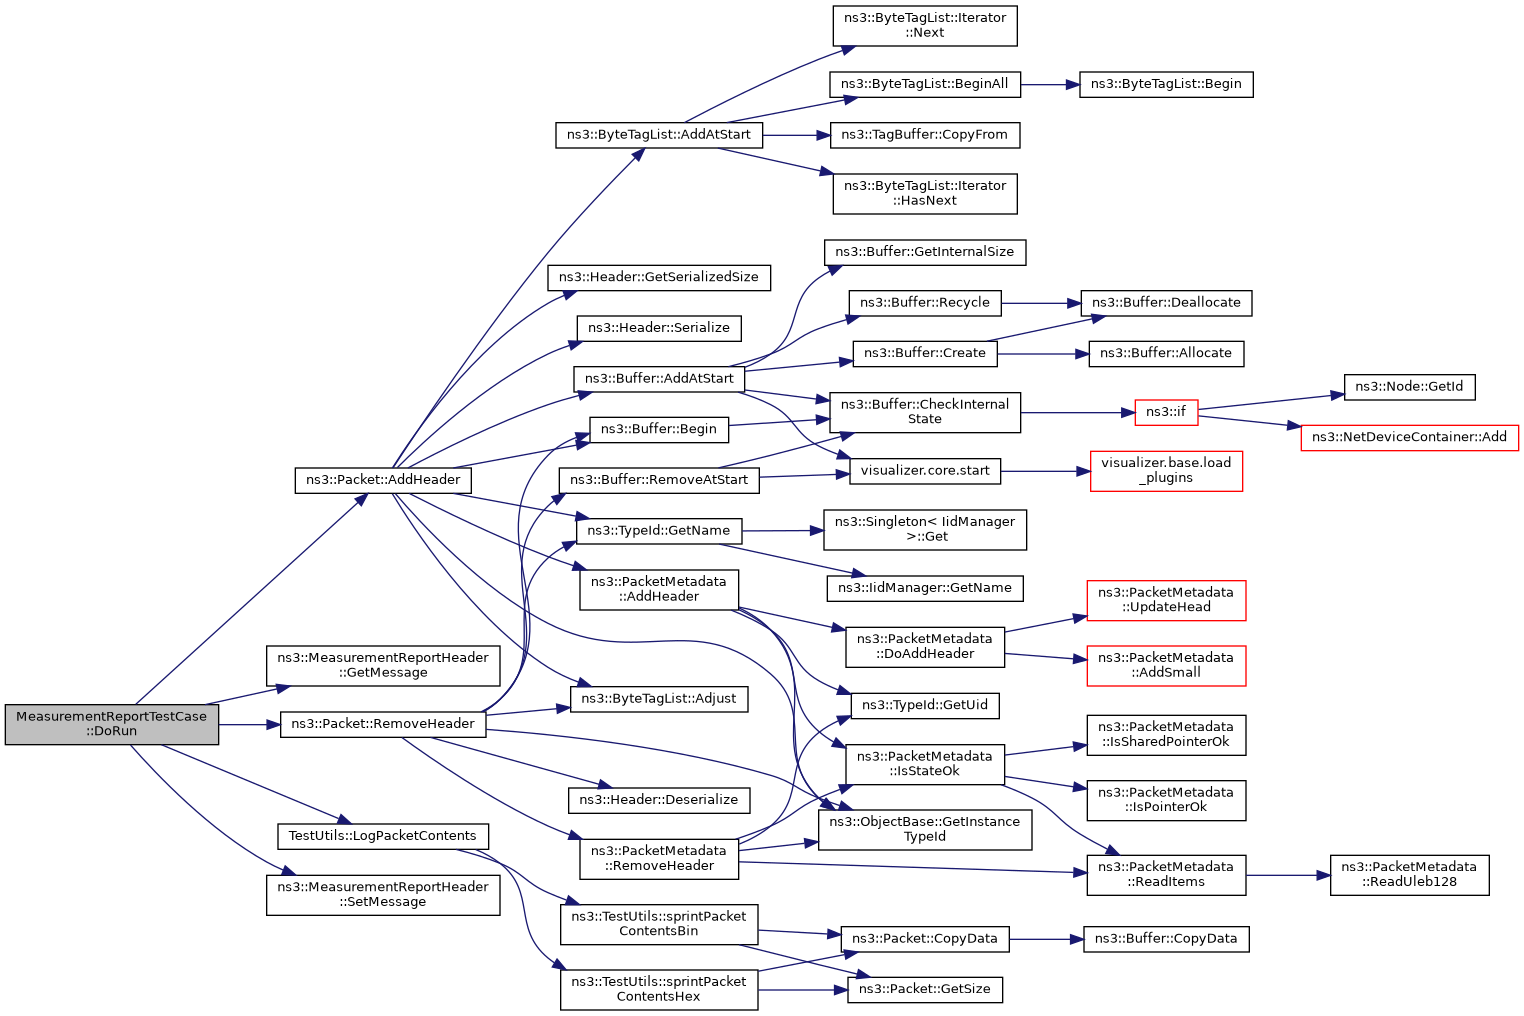 ns3::ByteTagList::Iterator
::Next
ns3::ByteTagList::BeginAll
ns3::ByteTagList::Begin
ns3::ByteTagList::AddAtStart
ns3::TagBuffer::CopyFrom
ns3::ByteTagList::Iterator
::HasNext
ns3::Buffer::GetInternalSize
ns3::Header::GetSerializedSize
ns3::Buffer::Recycle
ns3::Buffer::Deallocate
ns3::Header::Serialize
ns3::Buffer::Create
ns3::Buffer::Allocate
ns3::Buffer::AddAtStart
ns3::Node::GetId
ns3::Buffer::CheckInternal
State
ns3::if
ns3::Buffer::Begin
ns3::NetDeviceContainer::Add
ns3::Packet::AddHeader
ns3::Buffer::RemoveAtStart
visualizer.core.start
visualizer.base.load
_plugins
ns3::TypeId::GetName
ns3::Singleton< IidManager
>::Get
ns3::PacketMetadata
::AddHeader
ns3::IidManager::GetName
ns3::PacketMetadata
::UpdateHead
ns3::PacketMetadata
::DoAddHeader
ns3::PacketMetadata
::AddSmall
ns3::MeasurementReportHeader
::GetMessage
ns3::ByteTagList::Adjust
ns3::TypeId::GetUid
MeasurementReportTestCase
::DoRun
ns3::Packet::RemoveHeader
ns3::PacketMetadata
::IsSharedPointerOk
ns3::PacketMetadata
::IsStateOk
ns3::Header::Deserialize
ns3::PacketMetadata
::IsPointerOk
TestUtils::LogPacketContents
ns3::ObjectBase::GetInstance
TypeId
ns3::PacketMetadata
::RemoveHeader
ns3::PacketMetadata
::ReadItems
ns3::PacketMetadata
::ReadUleb128
ns3::MeasurementReportHeader
::SetMessage
ns3::TestUtils::sprintPacket
ContentsBin
ns3::Packet::CopyData
ns3::Buffer::CopyData
ns3::TestUtils::sprintPacket
ContentsHex
ns3::Packet::GetSize